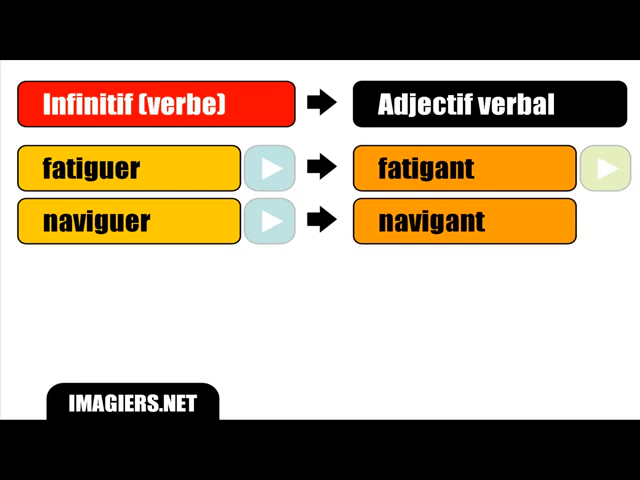 Infinitif (verbe) Adjectif verbal
fatiguer fatigant
naviguer navigant
IMAGIERS.NET